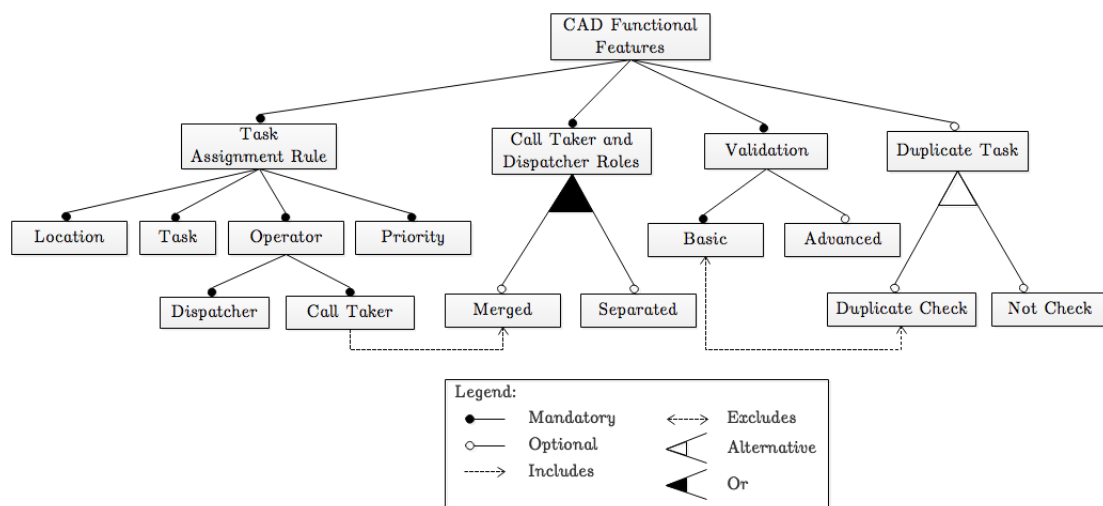 CAD Functional
Features
Task
Assignment Rule
Call Taker and
Dispatcher Roles
Validation
Duplicate Task
Location
Task
Operator
Priority
Basic
Advanced
Dispatcher
Call Taker
Merged
Separated
Duplicate Check
Not Check
Legend:
Mandatory
Excludes
Optional
Alternative
Includes
Or